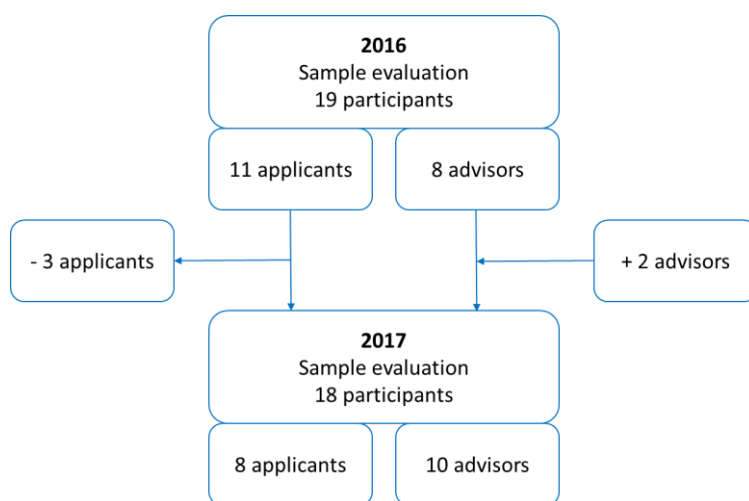 2016
Sample evaluation
19 participants
11 applicants
8 advisors
- 3 applicants
+ 2 advisors
2017
Sample evaluation
18 participants
8 applicants
10 advisors